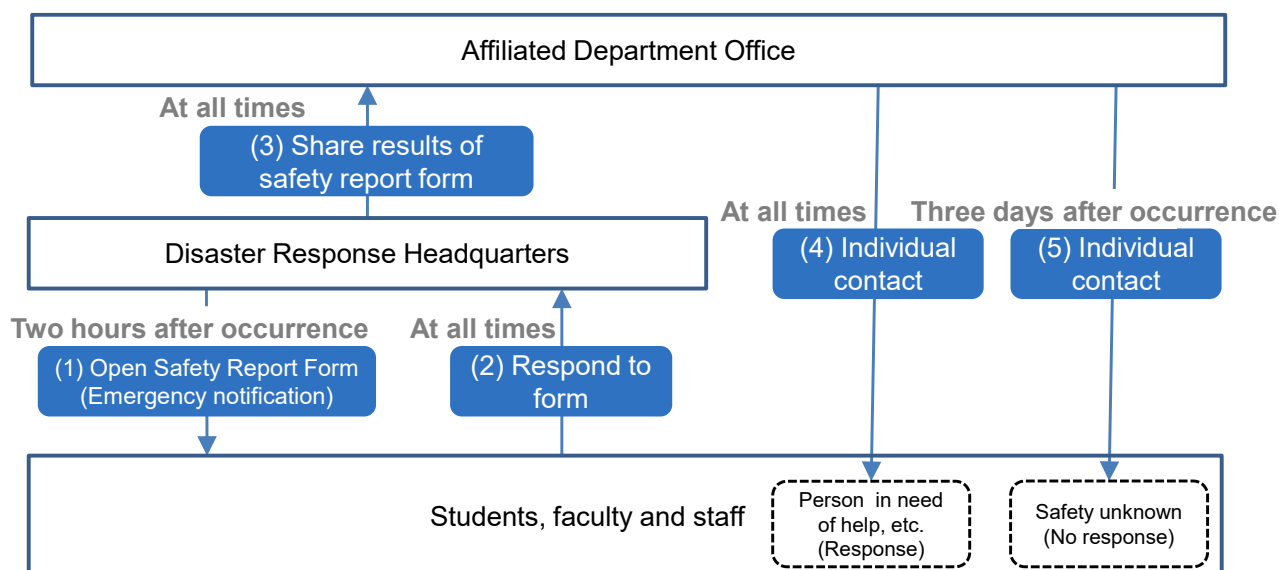 Affiliated Department Office
At all times
(3) Share results of
safety report form
Disaster Response Headquarters
At all times
(4) Individual
contact
Three days after occurrence
(5) Individual
contact
Two hours after occurrence
(1) Open Safety Report Form
(Emergency notification)
At all times
(2) Respond to
form
Students, faculty and staff
Person in need
of help, etc.
(Response)
Safety unknown
(No response)